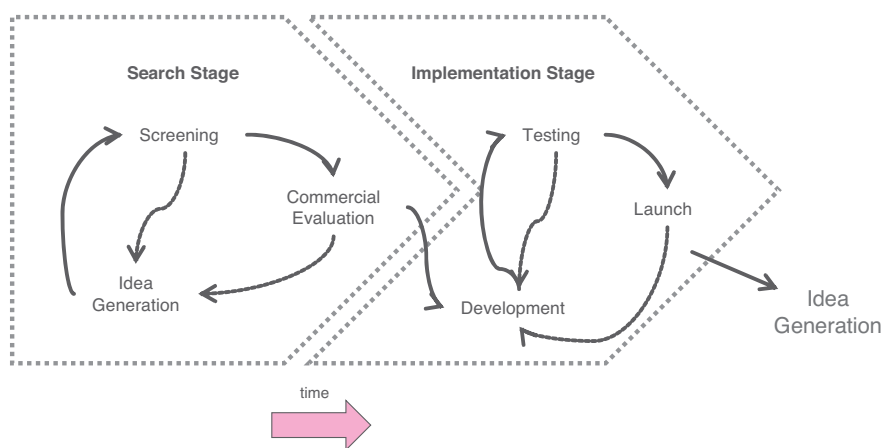 Search Stage
Implementation Stage
Screening
Testing
Commercial
Evaluation
Launch
Idea
Generation
Development
Idea
Generation
time